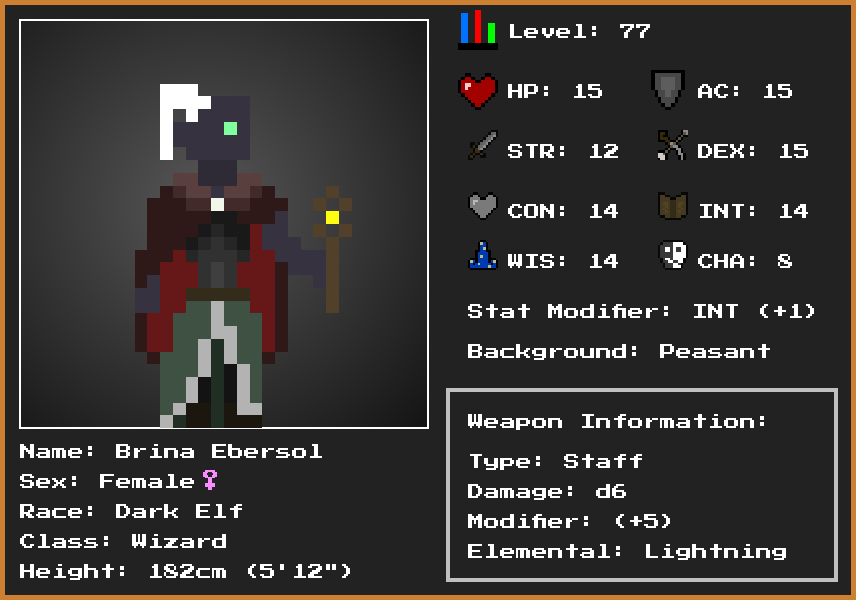 Level: 77
HP: 15
AC: 15
STR: 12
DEX: 15
CON: 14
INT: 14
WIS: 14
CHA: 8
Stat Modifier: INT (+1)
Background: Peasant
Weapon Information:
Type: Staff
Damage: d6
Modifier: (+5)
Elemental: Lightning
Name: Brina Ebersol
Sex: Female♀
Race: Dark Elf
Class: Wizard
Height: 182cm (5'12")